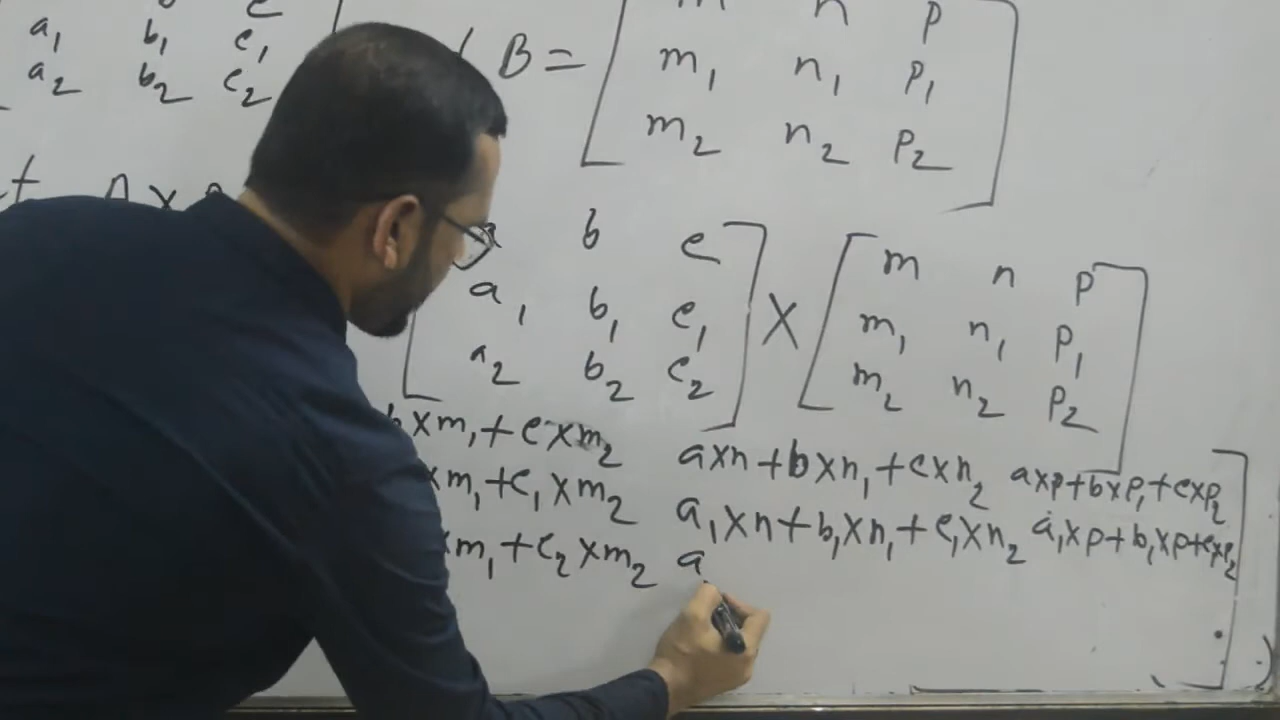 a₁ b₁ c₁
a₂ b₂ c₂
B = [ m n p
m₁ n₁ p₁
m₂ n₂ p₂ ]
b c ] × [ m n p
a₁ b₁ c₁ m₁ n₁ p₁
a₂ b₂ c₂ m₂ n₂ p₂ ]
b×m₁+c×m₂ a×n+b×n₁+c×n₂ a×p+b×p₁+c×p₂
×m₁+c₁×m₂ a₁×n+b₁×n₁+c₁×n₂ a₁×p+b₁×p+
×m₁+c₂×m₂ a